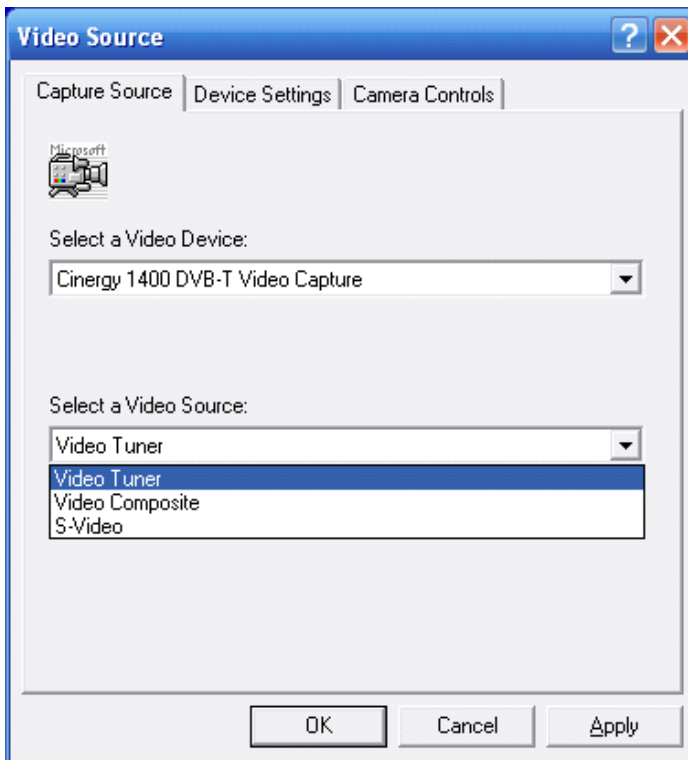 Video Source
Capture Source Device Settings Camera Controls
Microsoft
Select a Video Device:
Cinergy 1400 DVB-T Video Capture
Select a Video Source:
Video Tuner
Video Tuner
Video Composite
S-Video
OK Cancel Apply